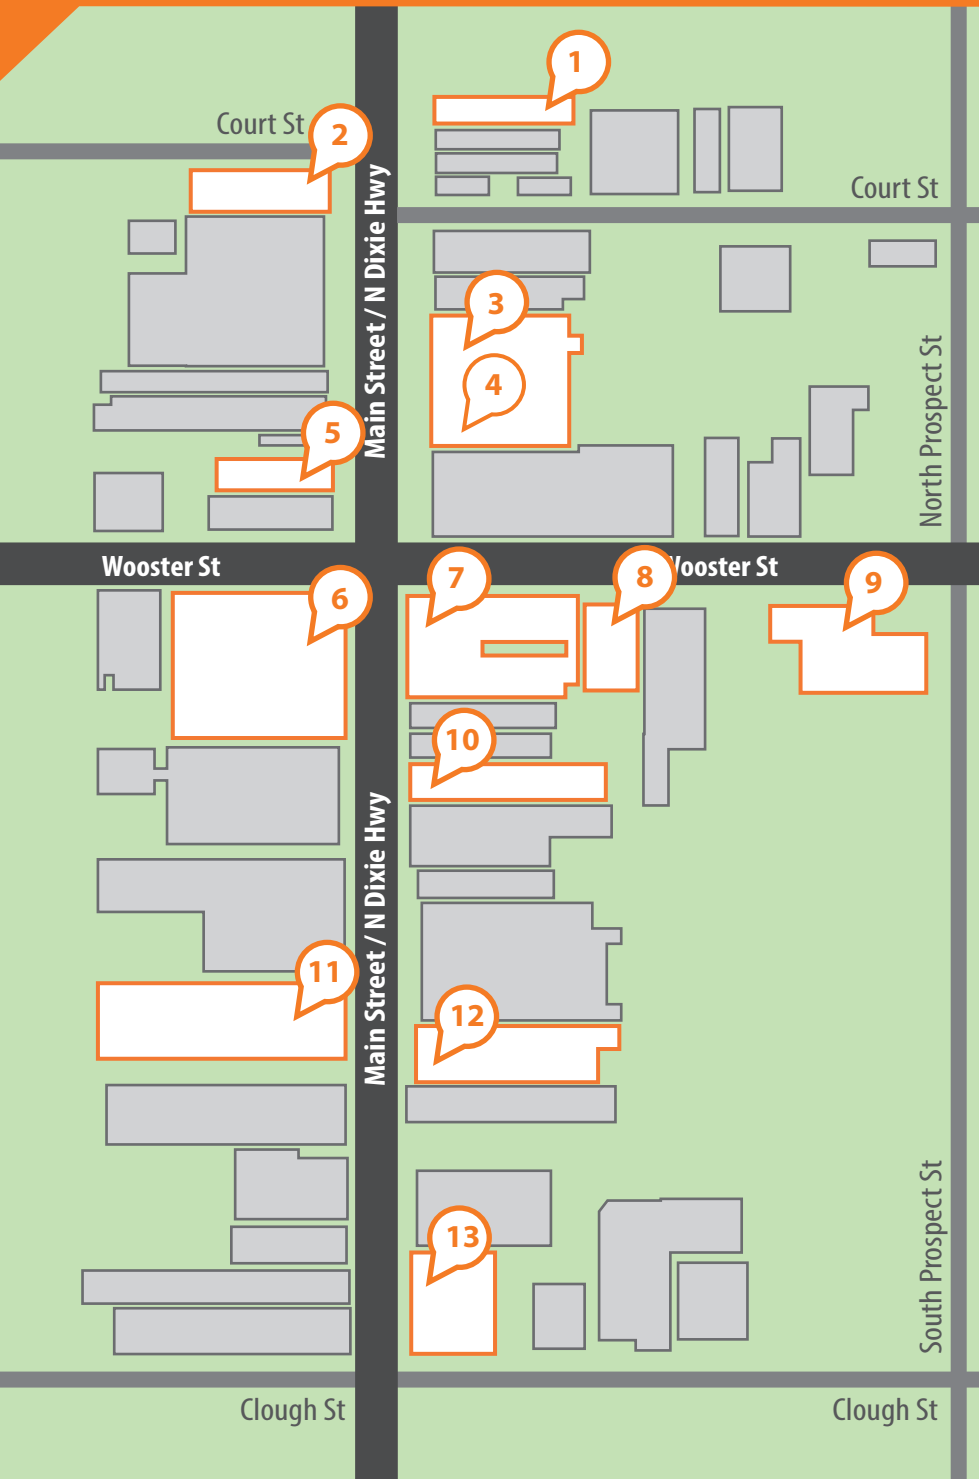 1
Court St
2
Court St
Main Street / N Dixie Hwy
3
4
North Prospect St
5
Wooster St
Wooster St
6
7
8
9
10
Main Street / N Dixie Hwy
11
12
South Prospect St
13
Clough St
Clough St